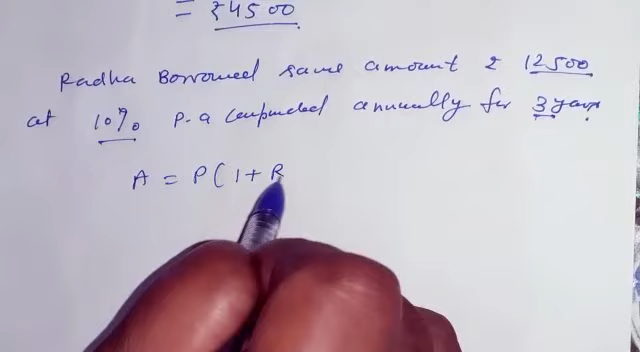 = ₹4500
Radha Borrowed same amount ₹ 12500
at 10% p.a compounded annually for 3 years.
A = P ( 1 + R